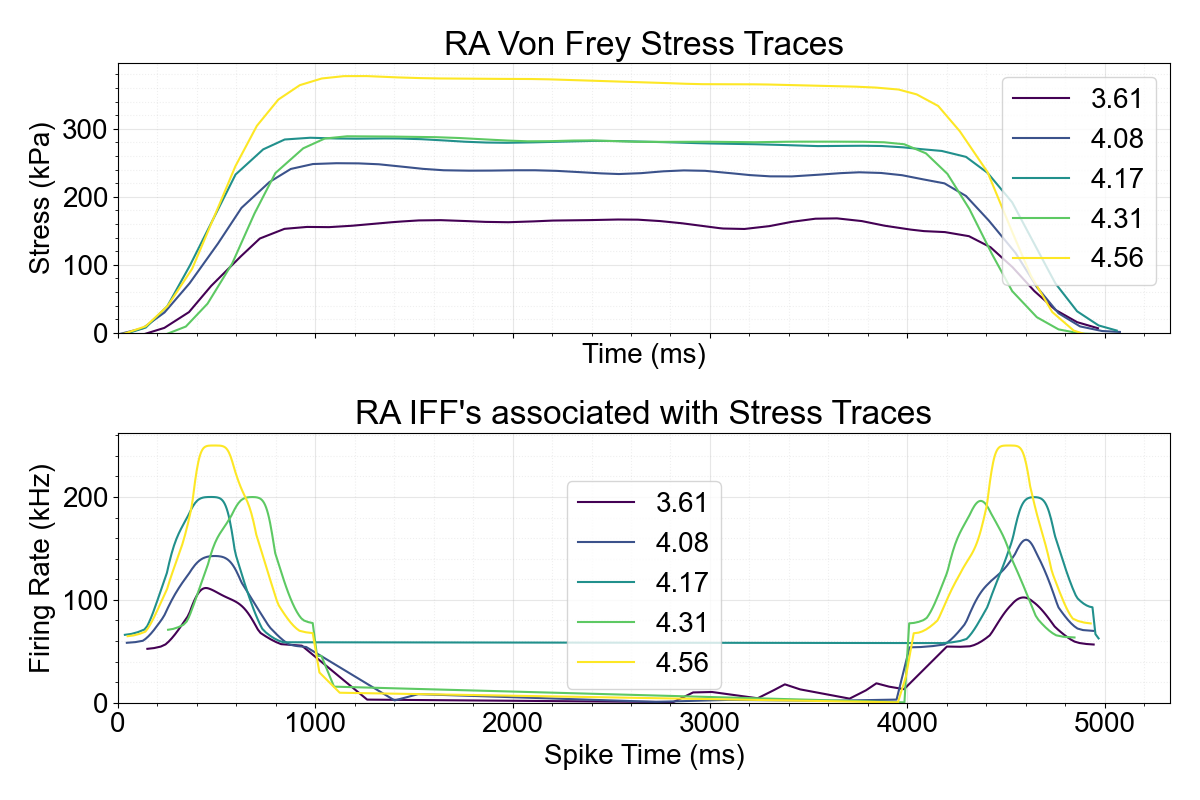 RA Von Frey Stress Traces
Stress (kPa)
300
200
100
0
3.61
4.08
4.17
4.31
4.56
Time (ms)
RA IFF's associated with Stress Traces
Firing Rate (kHz)
200
100
0
3.61
4.08
4.17
4.31
4.56
0 1000 2000 3000 4000 5000
Spike Time (ms)